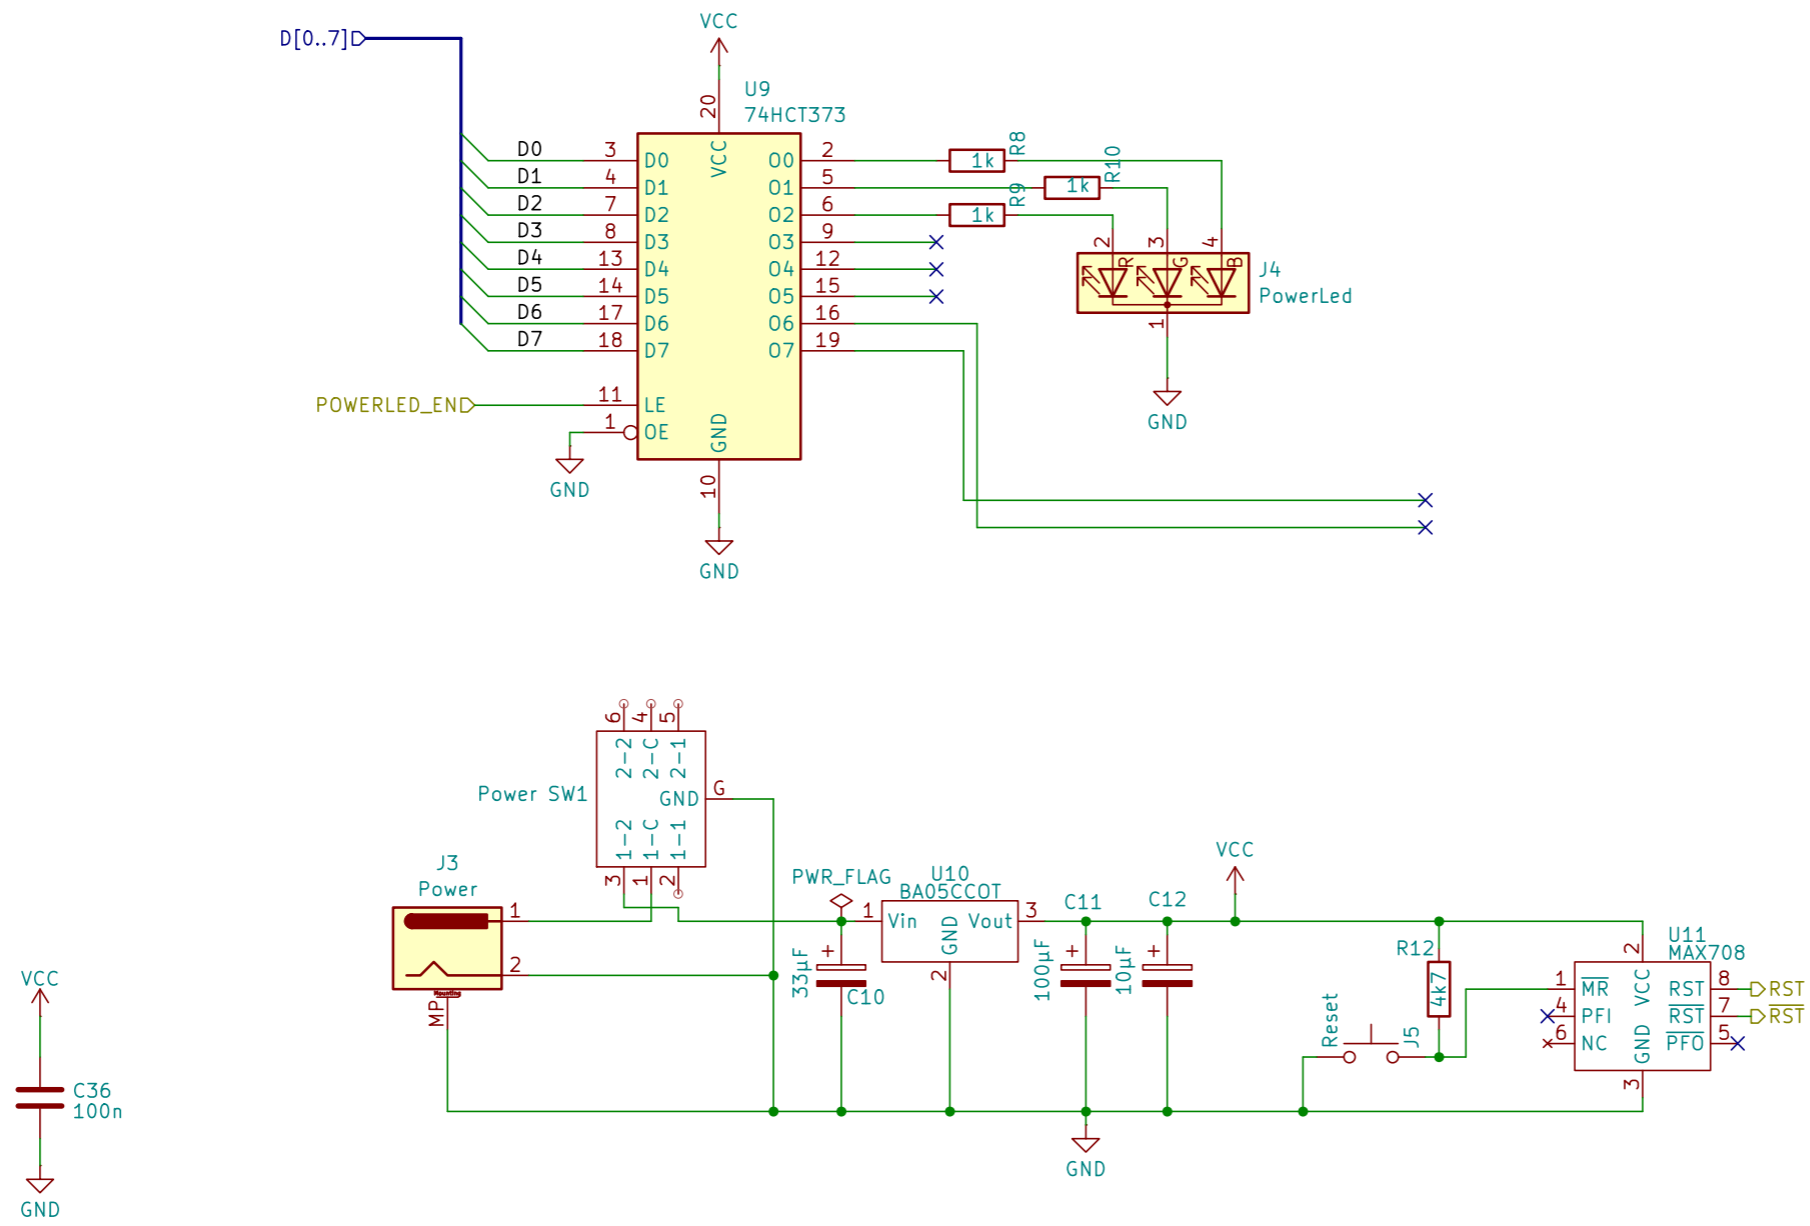 VCC
D[0..7]
U9
74HCT373
20
VCC
D0 3 D0
D1 4 D1
D2 7 D2
D3 8 D3
D4 13 D4
D5 14 D5
D6 17 D6
D7 18 D7
O0 2
O1 5
O2 6
O3 9
O4 12
O5 15
O6 16
O7 19
1k R8
1k R10
1k R9
2 3 4
R G B
J4
PowerLed
1
GND
POWERLED_EN 11 LE
1 OE
GND
GND
10
GND
6 4 5
2-2 2-C 2-1
Power SW1
GND G
1-2 1-C 1-1
3 1 2
J3
Power
1
2
Mounting
MP
PWR_FLAG
33µF
C10
U10
BA05CCOT
1 Vin
Vout 3
GND
2
C11
100µF
C12
10µF
VCC
GND
R12
4k7
Reset
J5
U11
MAX708
2
VCC
1 MR
4 PFI
6 NC
RST 8 RST
RST 7 RST
PFO 5
GND
3
VCC
C36
100n
GND